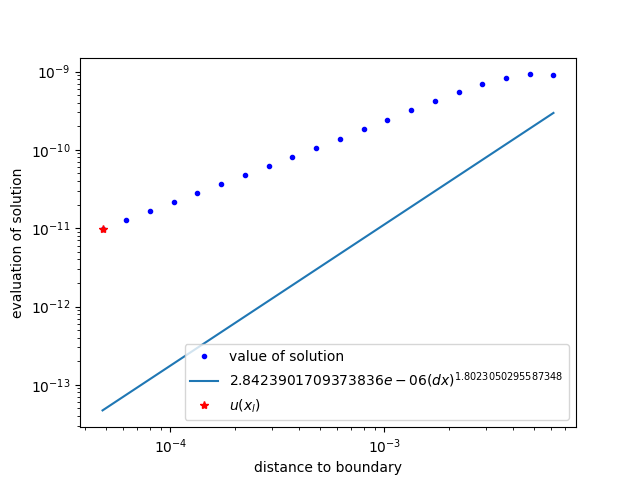 10⁻⁹
10⁻¹⁰
10⁻¹¹
10⁻¹²
10⁻¹³
evaluation of solution
value of solution
2.8423901709373836e − 06(dx)^1.8023050295587348
u(x_l)
10⁻⁴
10⁻³
distance to boundary